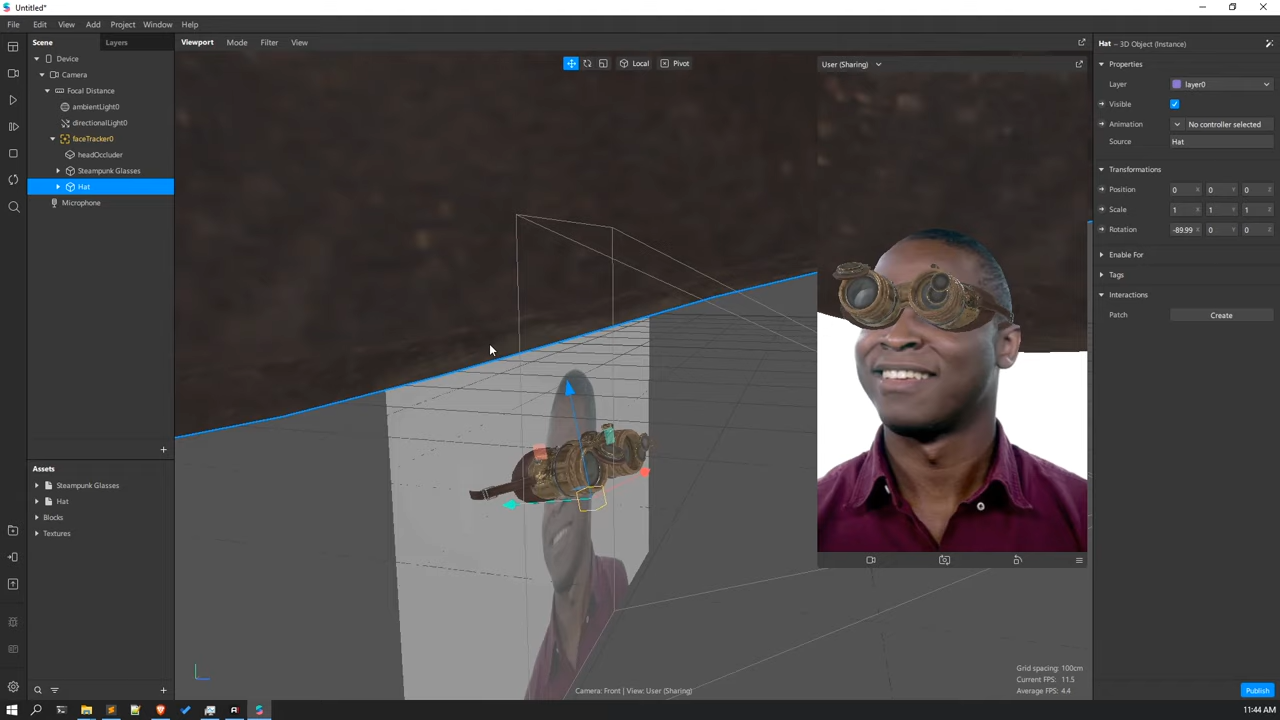 Untitled*
File Edit View Add Project Window Help
Scene Layers
Device
Camera
Focal Distance
ambientLight0
directionalLight0
faceTracker0
headOccluder
Steampunk Glasses
Hat
Microphone
Assets
Steampunk Glasses
Hat
Blocks
Textures
Viewport Mode Filter View
Local Pivot
User (Sharing)
Camera: Front | View: User (Sharing)
Grid spacing: 100cm
Current FPS: 11.5
Average FPS: 4.4
Hat – 3D Object (Instance)
Properties
Layer layer0
Visible
Animation No controller selected
Source Hat
Transformations
Position 0 X 0 Y 0 Z
Scale 1 X 1 Y 1 Z
Rotation -89.99 X 0 Y 0 Z
Enable For
Tags
Interactions
Patch Create
Publish
11:44 AM